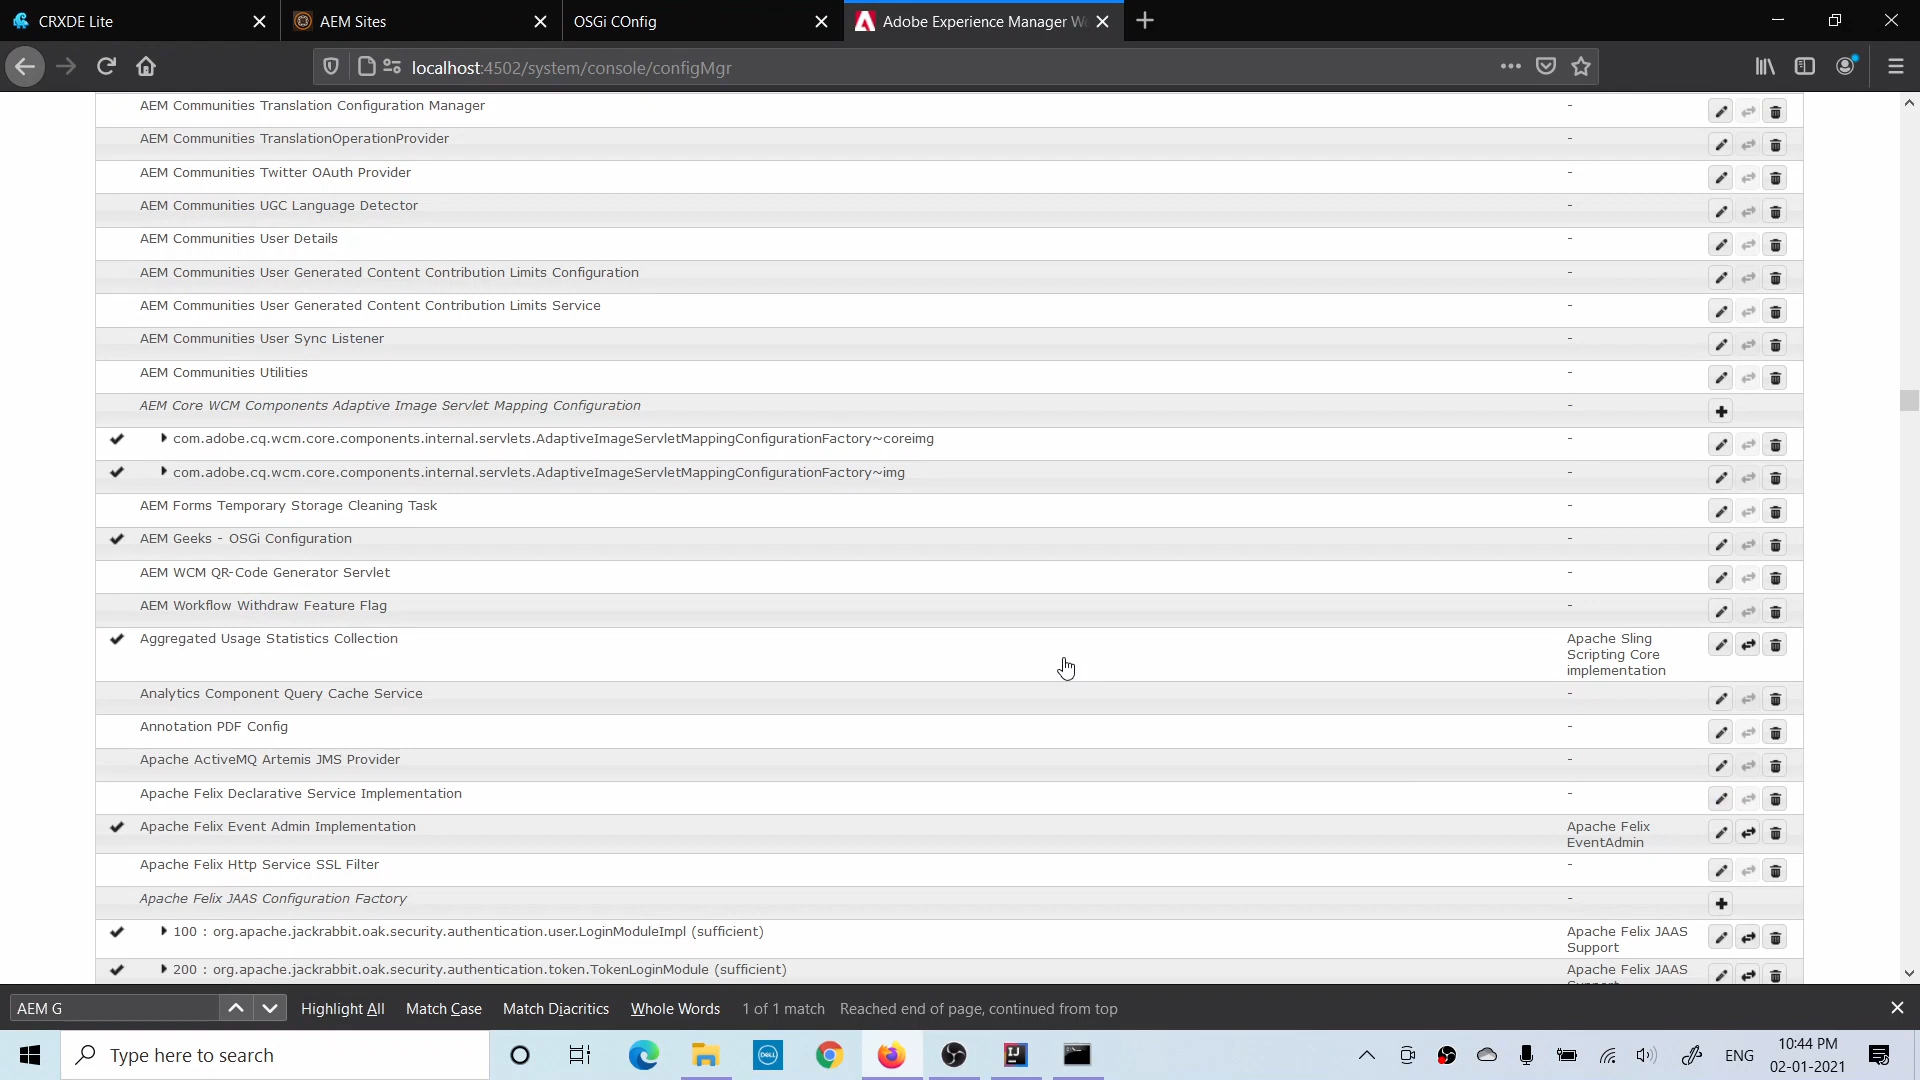 CRXDE Lite
AEM Sites
OSGi COnfig
Adobe Experience Manager W
localhost:4502/system/console/configMgr
AEM Communities Translation Configuration Manager -
AEM Communities TranslationOperationProvider -
AEM Communities Twitter OAuth Provider -
AEM Communities UGC Language Detector -
AEM Communities User Details -
AEM Communities User Generated Content Contribution Limits Configuration -
AEM Communities User Generated Content Contribution Limits Service -
AEM Communities User Sync Listener -
AEM Communities Utilities -
AEM Core WCM Components Adaptive Image Servlet Mapping Configuration -
com.adobe.cq.wcm.core.components.internal.servlets.AdaptiveImageServletMappingConfigurationFactory~coreimg -
com.adobe.cq.wcm.core.components.internal.servlets.AdaptiveImageServletMappingConfigurationFactory~img -
AEM Forms Temporary Storage Cleaning Task -
AEM Geeks - OSGi Configuration -
AEM WCM QR-Code Generator Servlet -
AEM Workflow Withdraw Feature Flag -
Aggregated Usage Statistics Collection Apache Sling
Scripting Core
implementation
Analytics Component Query Cache Service -
Annotation PDF Config -
Apache ActiveMQ Artemis JMS Provider -
Apache Felix Declarative Service Implementation -
Apache Felix Event Admin Implementation Apache Felix
EventAdmin
Apache Felix Http Service SSL Filter -
Apache Felix JAAS Configuration Factory -
100 : org.apache.jackrabbit.oak.security.authentication.user.LoginModuleImpl (sufficient) Apache Felix JAAS
Support
200 : org.apache.jackrabbit.oak.security.authentication.token.TokenLoginModule (sufficient) Apache Felix JAAS
AEM G Highlight All Match Case Match Diacritics Whole Words 1 of 1 match Reached end of page, continued from top
Type here to search
DELL
IJ
ENG
10:44 PM
02-01-2021